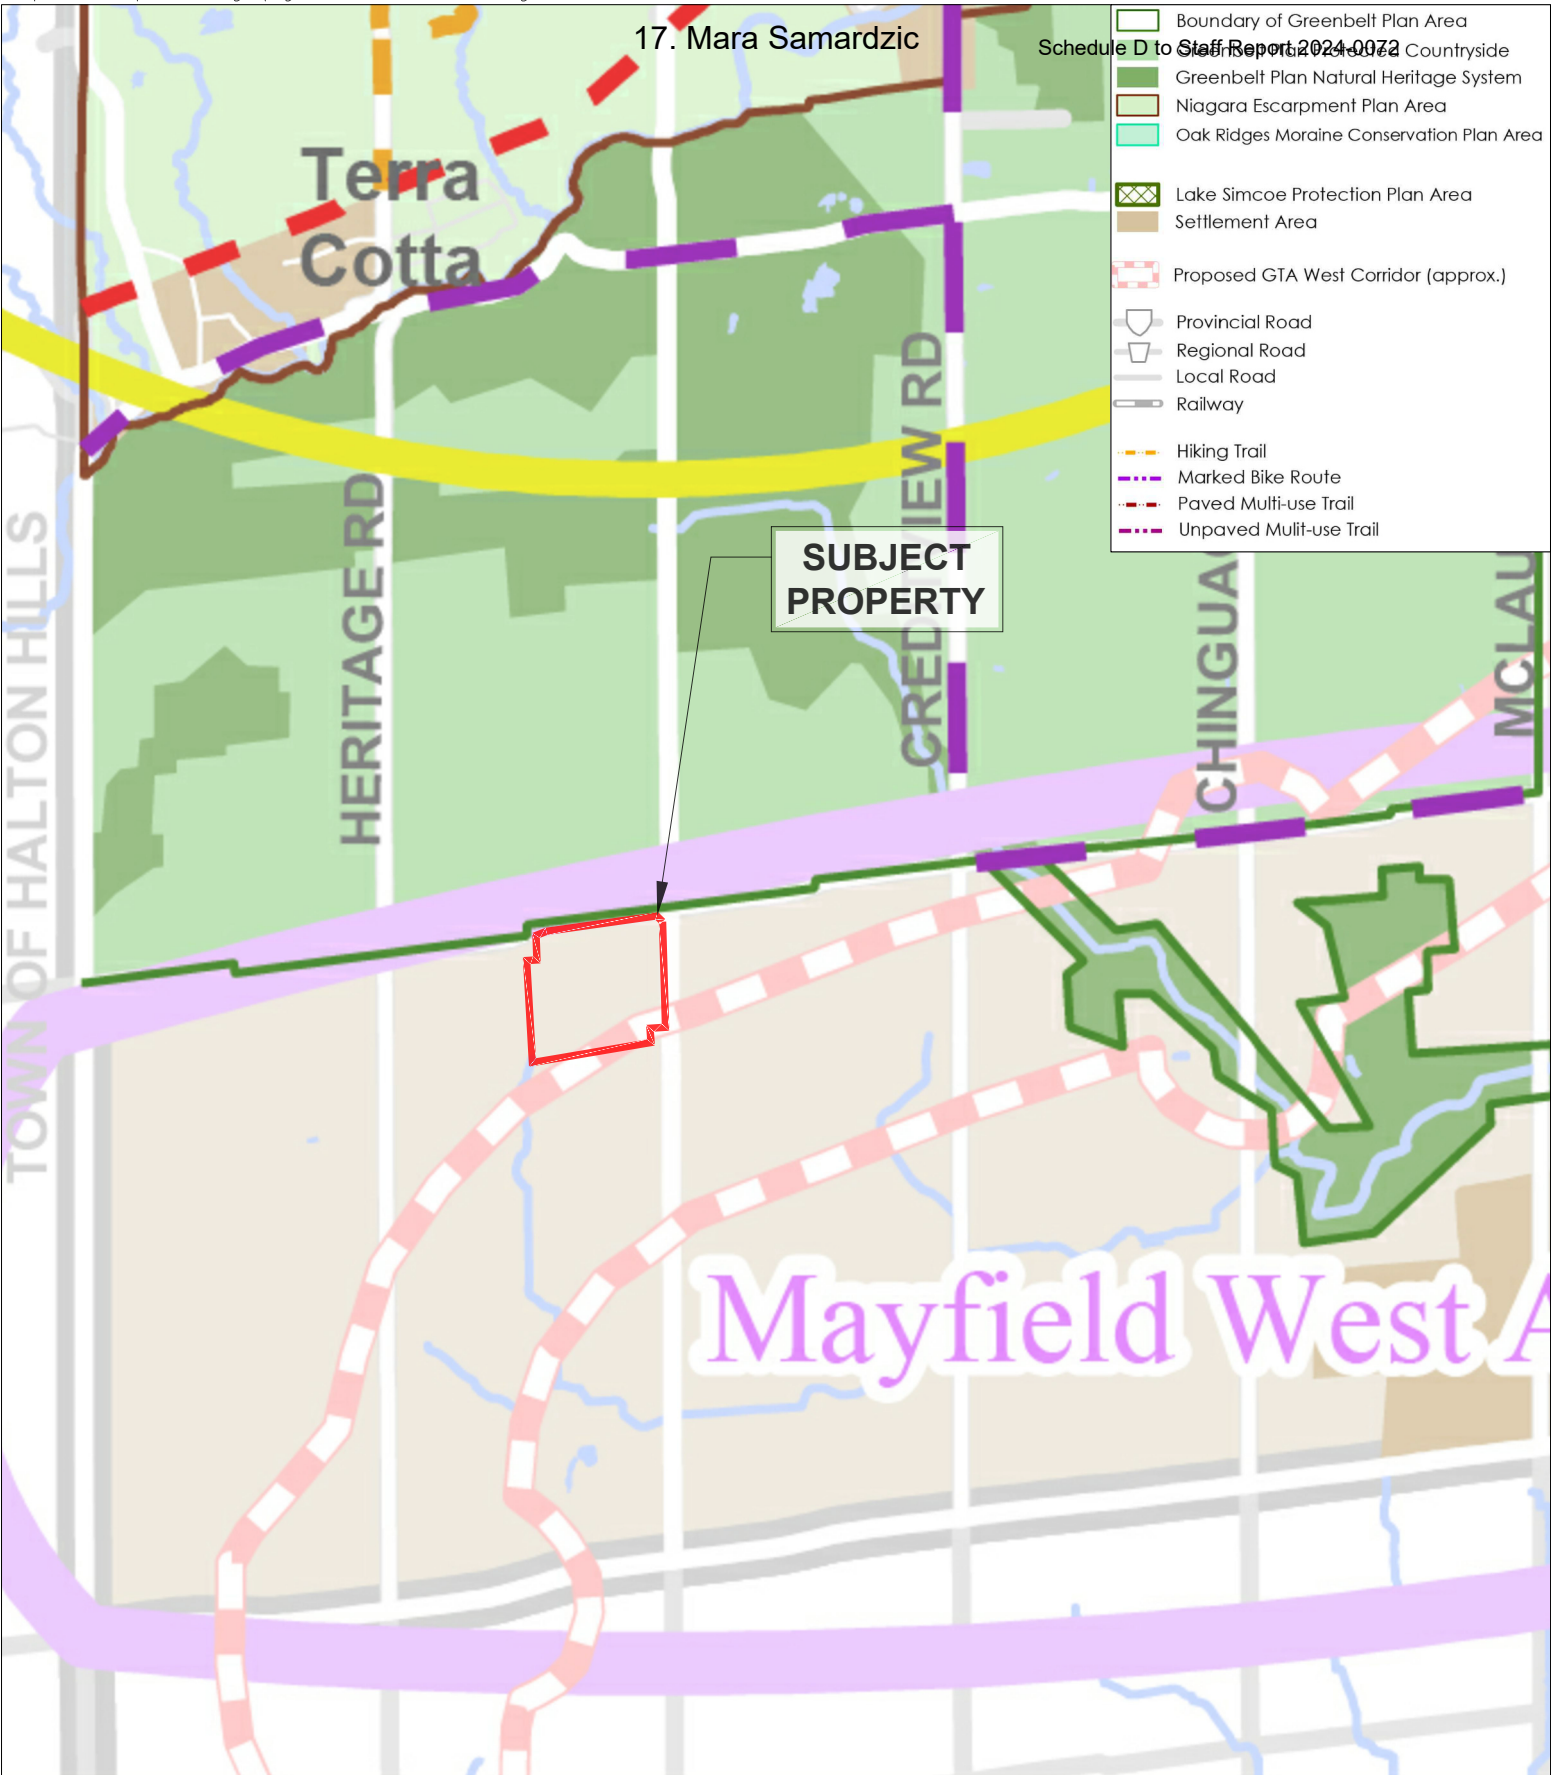 17. Mara Samardzic
Schedule D to Staff Report 2024-0072
Boundary of Greenbelt Plan Area
Greenbelt Plan Protected Countryside
Greenbelt Plan Natural Heritage System
Niagara Escarpment Plan Area
Oak Ridges Moraine Conservation Plan Area
Lake Simcoe Protection Plan Area
Settlement Area
Proposed GTA West Corridor (approx.)
Provincial Road
Regional Road
Local Road
Railway
Hiking Trail
Marked Bike Route
Paved Multi-use Trail
Unpaved Mulit-use Trail
Terra
Cotta
TOWN OF HALTON HILLS
HERITAGE RD
SUBJECT
PROPERTY
CREDITVIEW RD
CHINGUAC
MCLAU
Mayfield West A